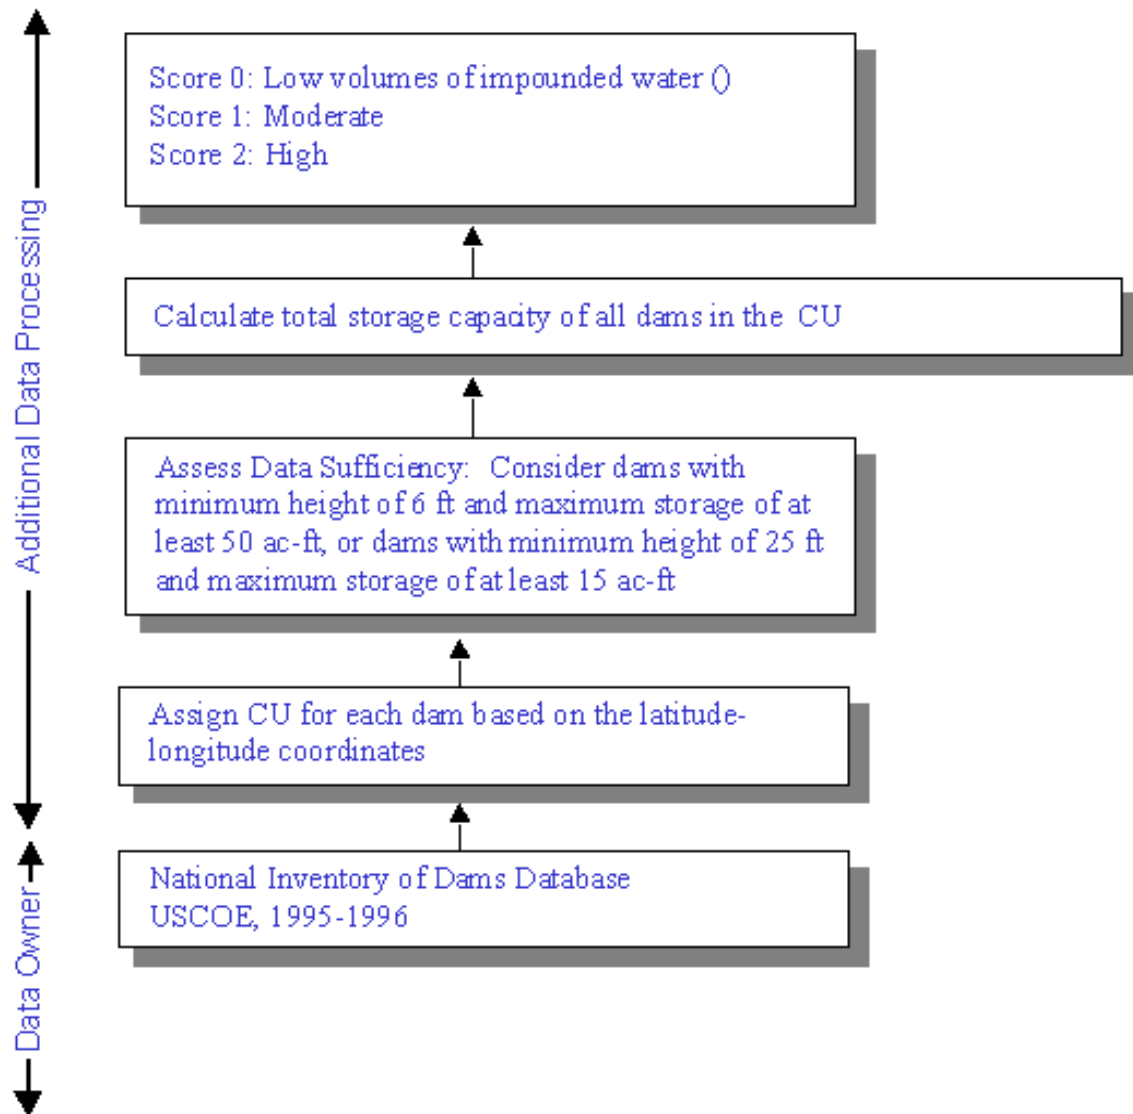 Score 0: Low volumes of impounded water ()
Score 1: Moderate
Score 2: High
Calculate total storage capacity of all dams in the CU
Assess Data Sufficiency: Consider dams with
minimum height of 6 ft and maximum storage of at
least 50 ac-ft, or dams with minimum height of 25 ft
and maximum storage of at least 15 ac-ft
Assign CU for each dam based on the latitude-
longitude coordinates
National Inventory of Dams Database
USCOE, 1995-1996
Additional Data Processing
Data Owner